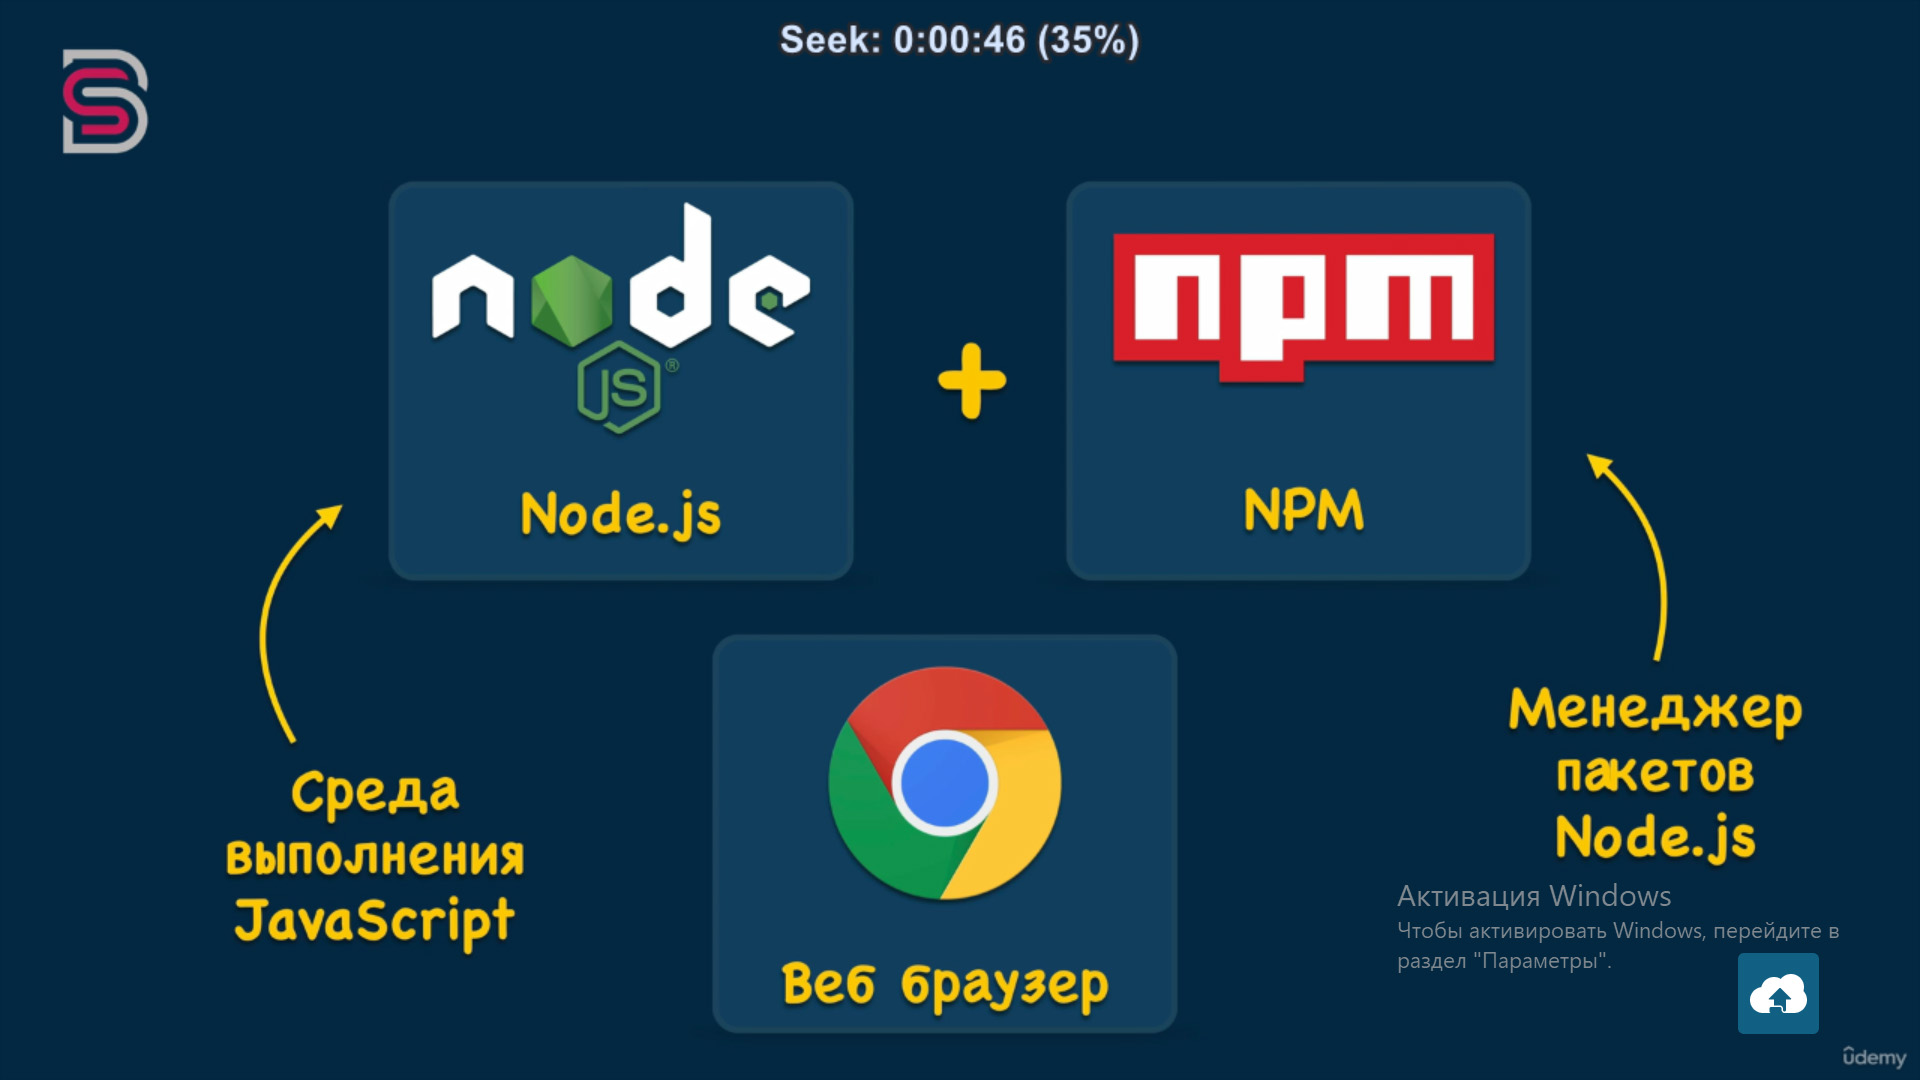 Seek: 0:00:46 (35%)
node
JS®
npm
Node.js
NPM
Среда
выполнения
JavaScript
Веб браузер
Менеджер
пакетов
Node.js
Активация Windows
Чтобы активировать Windows, перейдите в
раздел "Параметры".
ûdemy